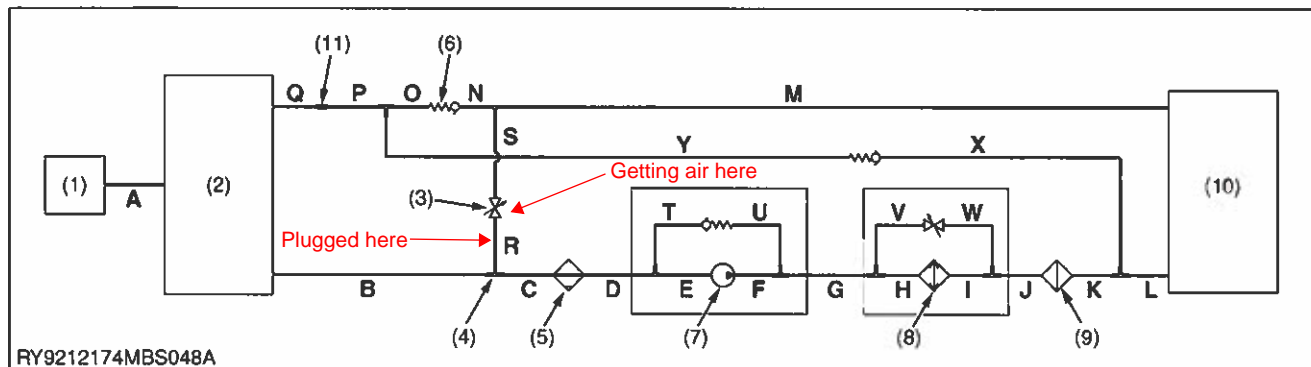 (11)
(6)
Q P O N M
S
Y X
Getting air here
(1)
A
(2)
(3)
(10)
T U
V W
Plugged here
R
B C D E F G H I J K L
(4)
(5)
(7)
(8)
(9)
RY9212174MBS048A